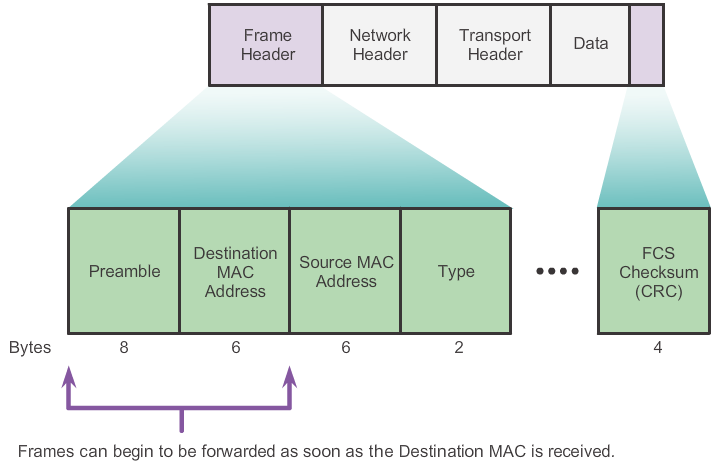 Frame
Header
Network
Header
Transport
Header
Data
Preamble
Destination
MAC
Address
Source MAC
Address
Type
FCS
Checksum
(CRC)
Bytes 8 6 6 2 4
Frames can begin to be forwarded as soon as the Destination MAC is received.